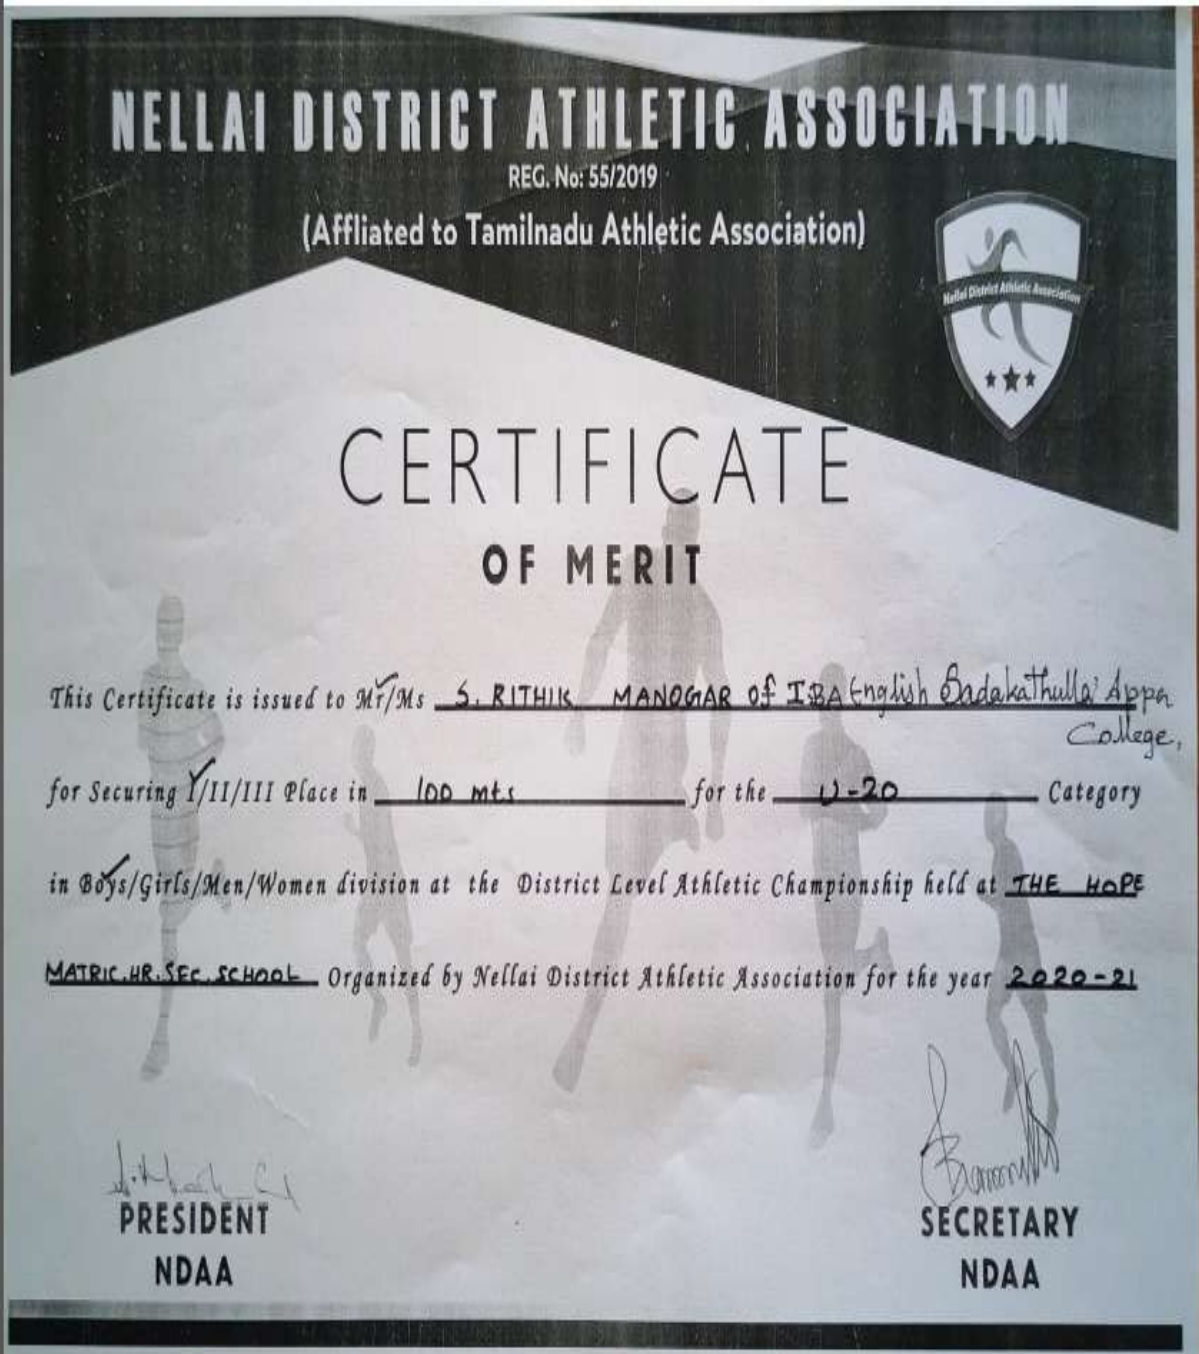 NELLAI DISTRICT ATHLETIC ASSOCIATION
REG. No: 55/2019
(Affliated to Tamilnadu Athletic Association)
Nellai District Athletic Association
CERTIFICATE
OF MERIT
This Certificate is issued to Mr/Ms S. RITHIK MANOGAR of I BA English Sadakathulla Appa
College,
for Securing I/II/III Place in 100 mts for the U-20 Category
in Boys/Girls/Men/Women division at the District Level Athletic Championship held at THE HOPE
MATRIC.HR.SEC.SCHOOL Organized by Nellai District Athletic Association for the year 2020-21
PRESIDENT
NDAA
SECRETARY
NDAA